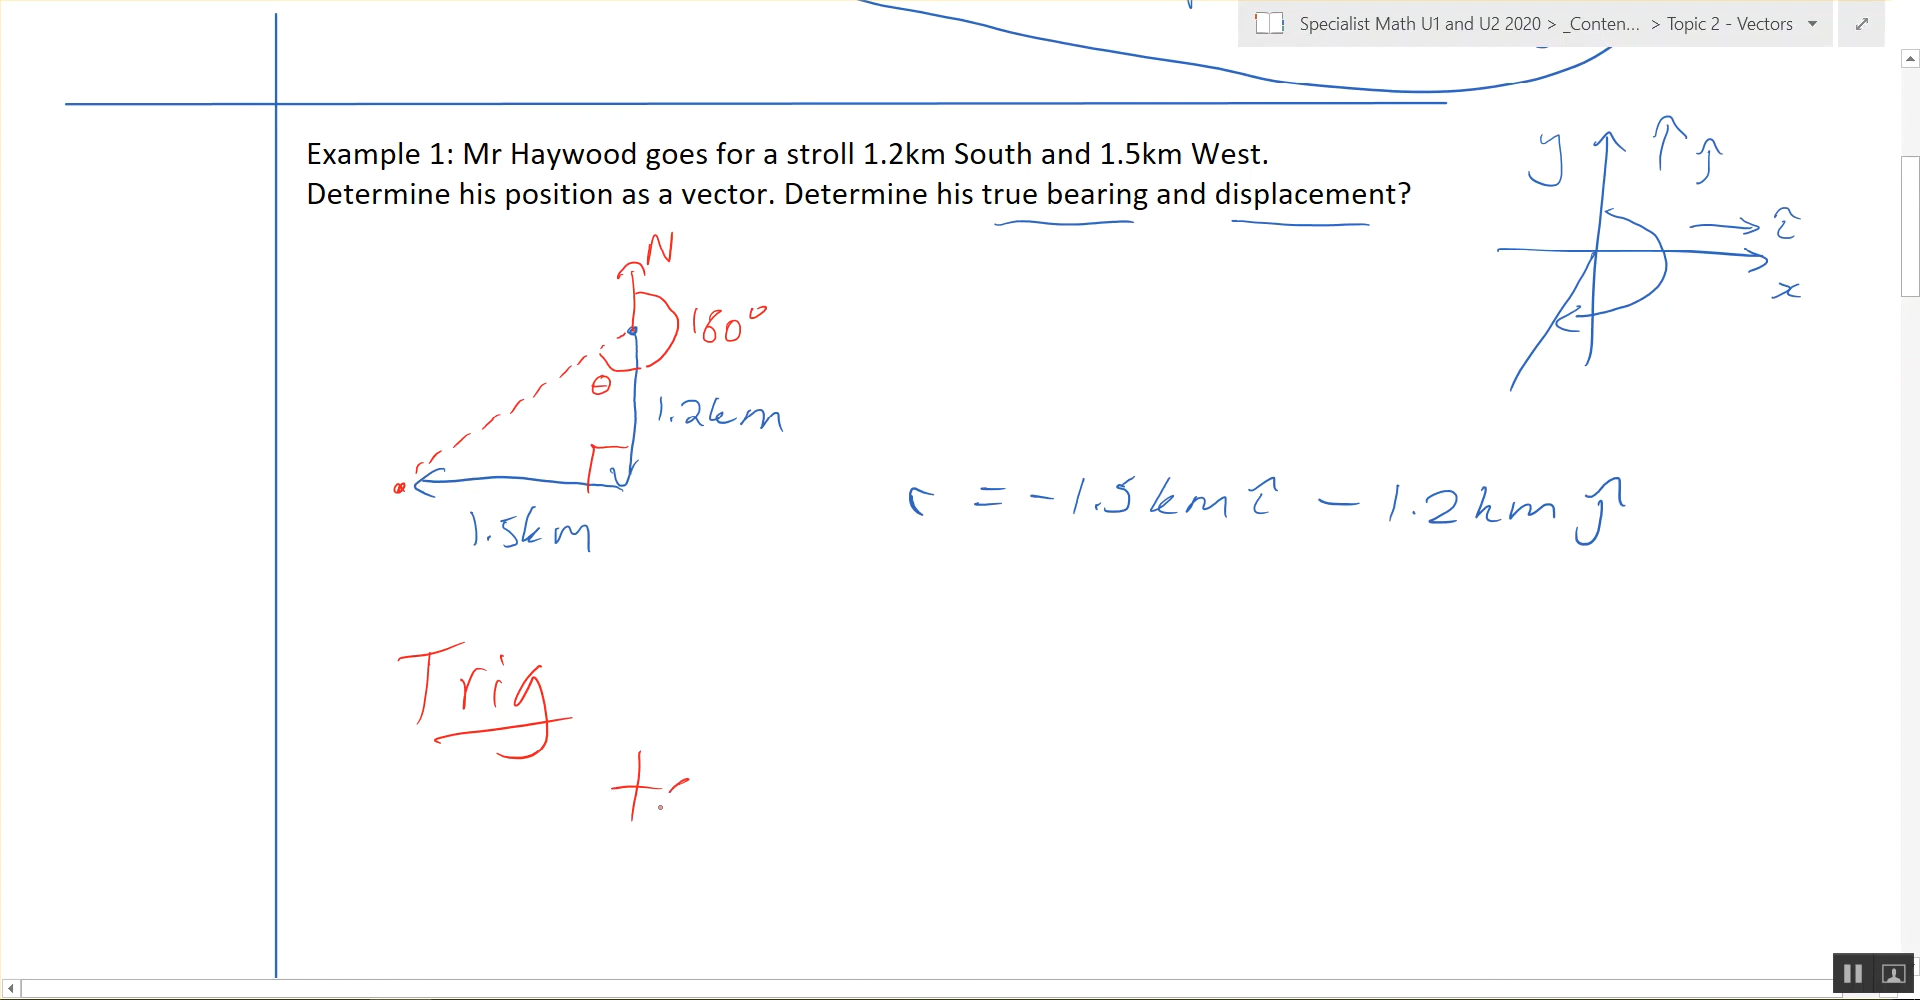 Specialist Math U1 and U2 2020 > _Conten... > Topic 2 - Vectors
Example 1: Mr Haywood goes for a stroll 1.2km South and 1.5km West.
Determine his position as a vector. Determine his true bearing and displacement?
y ĵ
î
x
N
180°
θ
1.2km
1.5km
r = -1.5km î - 1.2km ĵ
Trig